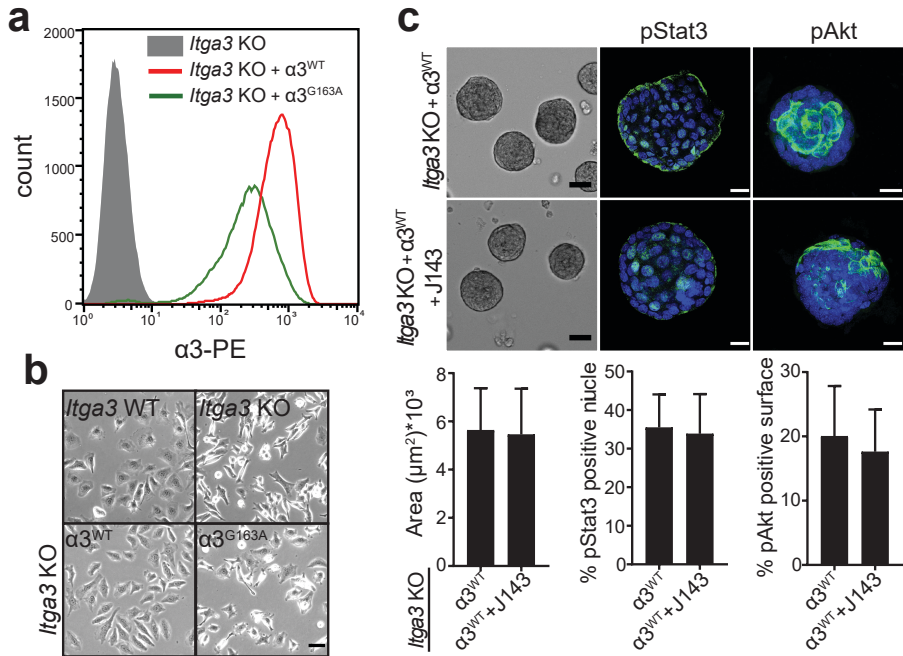 a
2000
1500
1000
500
0
10⁰ 10¹ 10² 10³ 10⁴
count
α3-PE
Itga3 KO
Itga3 KO + α3ᵂᵀ
Itga3 KO + α3ᴳ¹⁶³ᴬ
b
Itga3 WT
Itga3 KO
α3ᵂᵀ
α3ᴳ¹⁶³ᴬ
Itga3 KO
c
pStat3
pAkt
Itga3 KO + α3ᵂᵀ
Itga3 KO + α3ᵂᵀ
+ J143
Area (µm²)*10³
8
6
4
2
0
α3ᵂᵀ
α3ᵂᵀ+J143
Itga3 KO
% pStat3 positive nucle
50
40
30
20
10
0
α3ᵂᵀ
α3ᵂᵀ+J143
% pAkt positive surface
30
20
10
0
α3ᵂᵀ
α3ᵂᵀ+J143